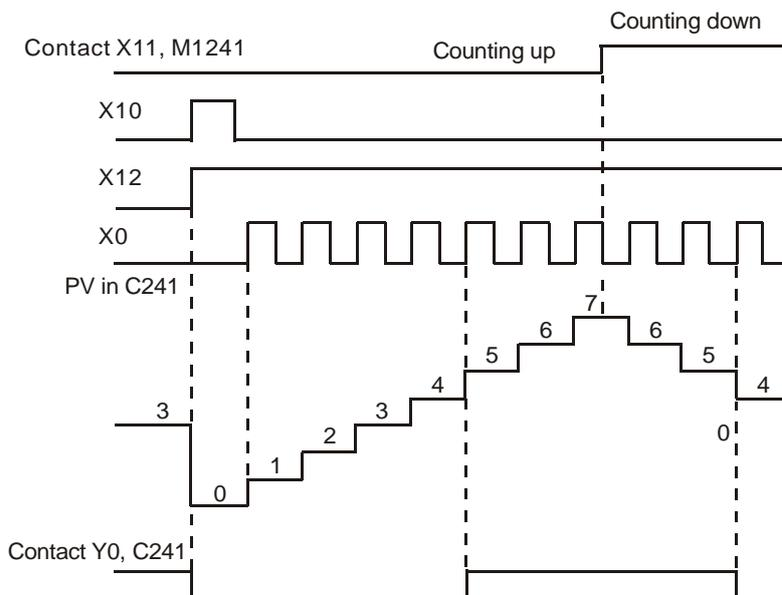 Counting down
Contact X11, M1241
Counting up
X10
X12
X0
PV in C241
7
6
6
5
5
4
4
3
3
0
2
1
0
Contact Y0, C241